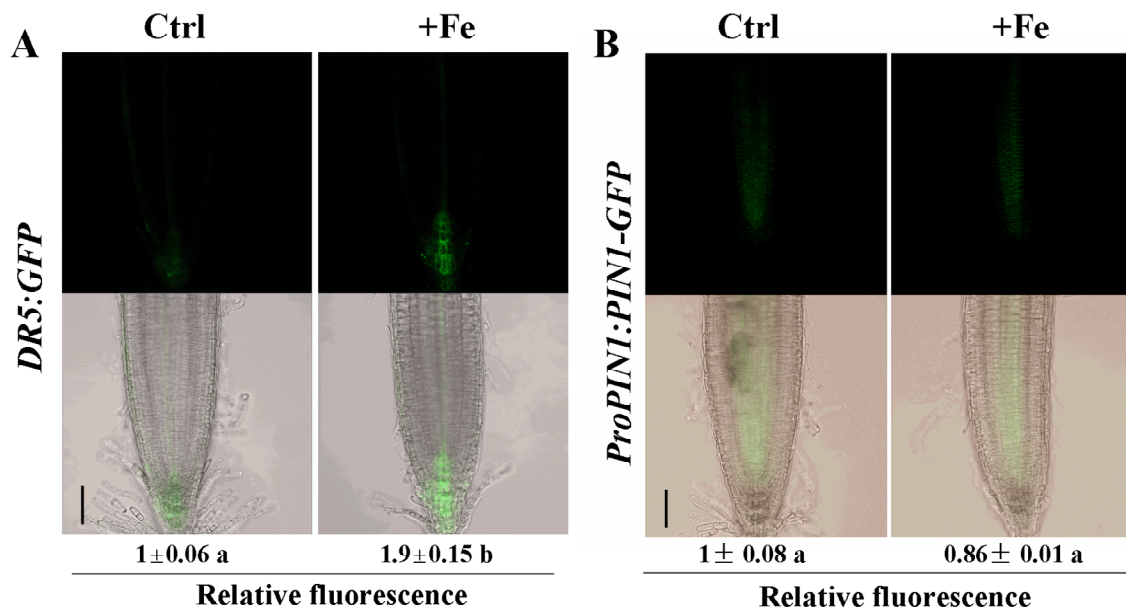 A
Ctrl
+Fe
DR5:GFP
1±0.06 a
1.9±0.15 b
Relative fluorescence
B
Ctrl
+Fe
ProPIN1:PIN1-GFP
1± 0.08 a
0.86± 0.01 a
Relative fluorescence